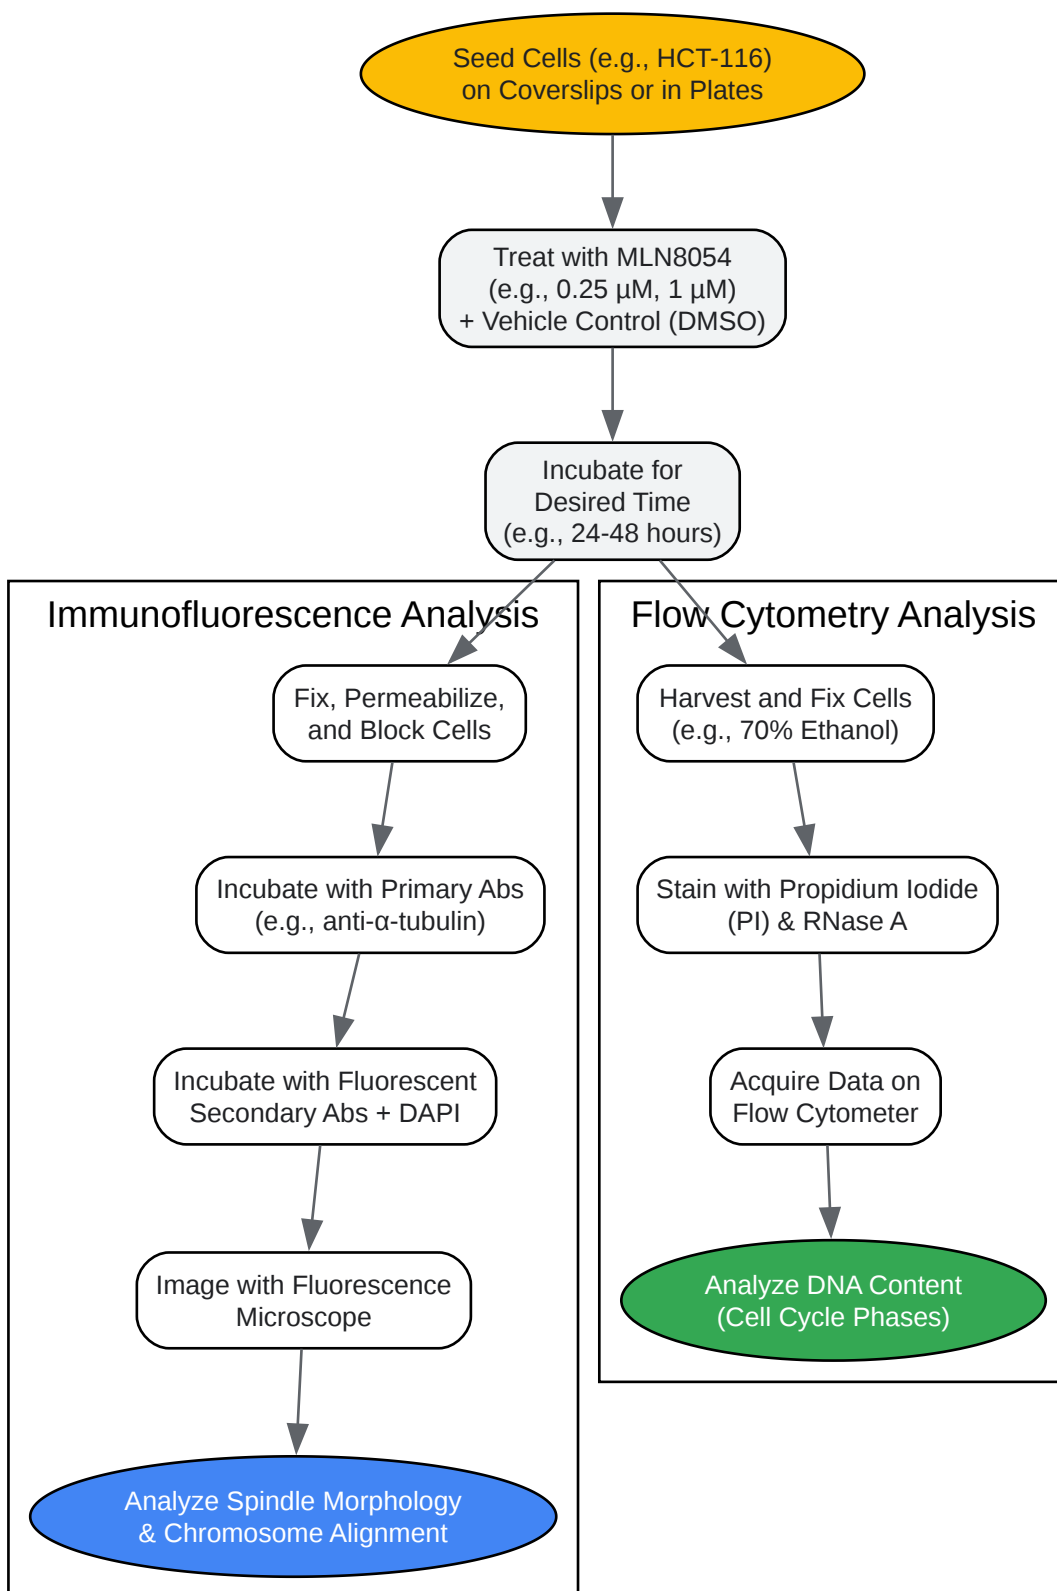 Seed Cells (e.g., HCT-116)
on Coverslips or in Plates
Treat with MLN8054
(e.g., 0.25 µM, 1 µM)
+ Vehicle Control (DMSO)
Incubate for
Desired Time
(e.g., 24-48 hours)
Immunofluorescence Analysis
Fix, Permeabilize,
and Block Cells
Incubate with Primary Abs
(e.g., anti-α-tubulin)
Incubate with Fluorescent
Secondary Abs + DAPI
Image with Fluorescence
Microscope
Analyze Spindle Morphology
& Chromosome Alignment
Flow Cytometry Analysis
Harvest and Fix Cells
(e.g., 70% Ethanol)
Stain with Propidium Iodide
(PI) & RNase A
Acquire Data on
Flow Cytometer
Analyze DNA Content
(Cell Cycle Phases)